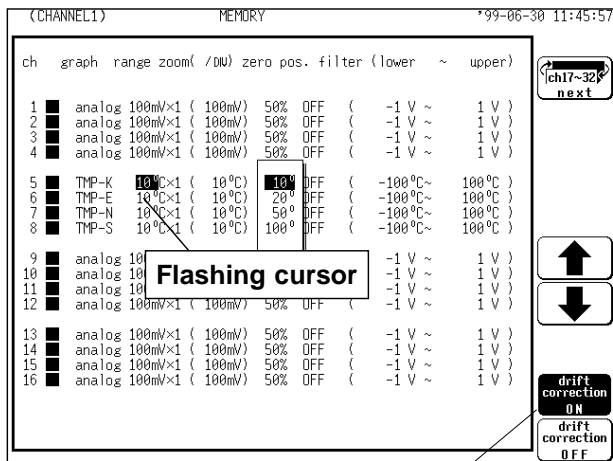 (CHANNEL1) MEMORY '99-06-30 11:45:57
ch graph range zoom( /DIV) zero pos. filter (lower ~ upper)
ch17~32
next
1 analog 100mV×1 ( 100mV) 50% OFF ( -1 V ~ 1 V )
2 analog 100mV×1 ( 100mV) 50% OFF ( -1 V ~ 1 V )
3 analog 100mV×1 ( 100mV) 50% OFF ( -1 V ~ 1 V )
4 analog 100mV×1 ( 100mV) 50% OFF ( -1 V ~ 1 V )
5 TMP-K 10°C×1 ( 10°C) 10° OFF ( -100°C~ 100°C )
6 TMP-E 10°C×1 ( 10°C) 20° OFF ( -100°C~ 100°C )
7 TMP-N 10°C×1 ( 10°C) 50° OFF ( -100°C~ 100°C )
8 TMP-S 10°C×1 ( 10°C) 100° OFF ( -100°C~ 100°C )
9 analog -1 V ~ 1 V )
10 analog -1 V ~ 1 V )
11 analog -1 V ~ 1 V )
Flashing cursor
12 analog 100mV×1 ( 100mV) 50% OFF ( -1 V ~ 1 V )
13 analog 100mV×1 ( 100mV) 50% OFF ( -1 V ~ 1 V )
14 analog 100mV×1 ( 100mV) 50% OFF ( -1 V ~ 1 V )
15 analog 100mV×1 ( 100mV) 50% OFF ( -1 V ~ 1 V )
16 analog 100mV×1 ( 100mV) 50% OFF ( -1 V ~ 1 V )
drift
correction
ON
drift
correction
OFF